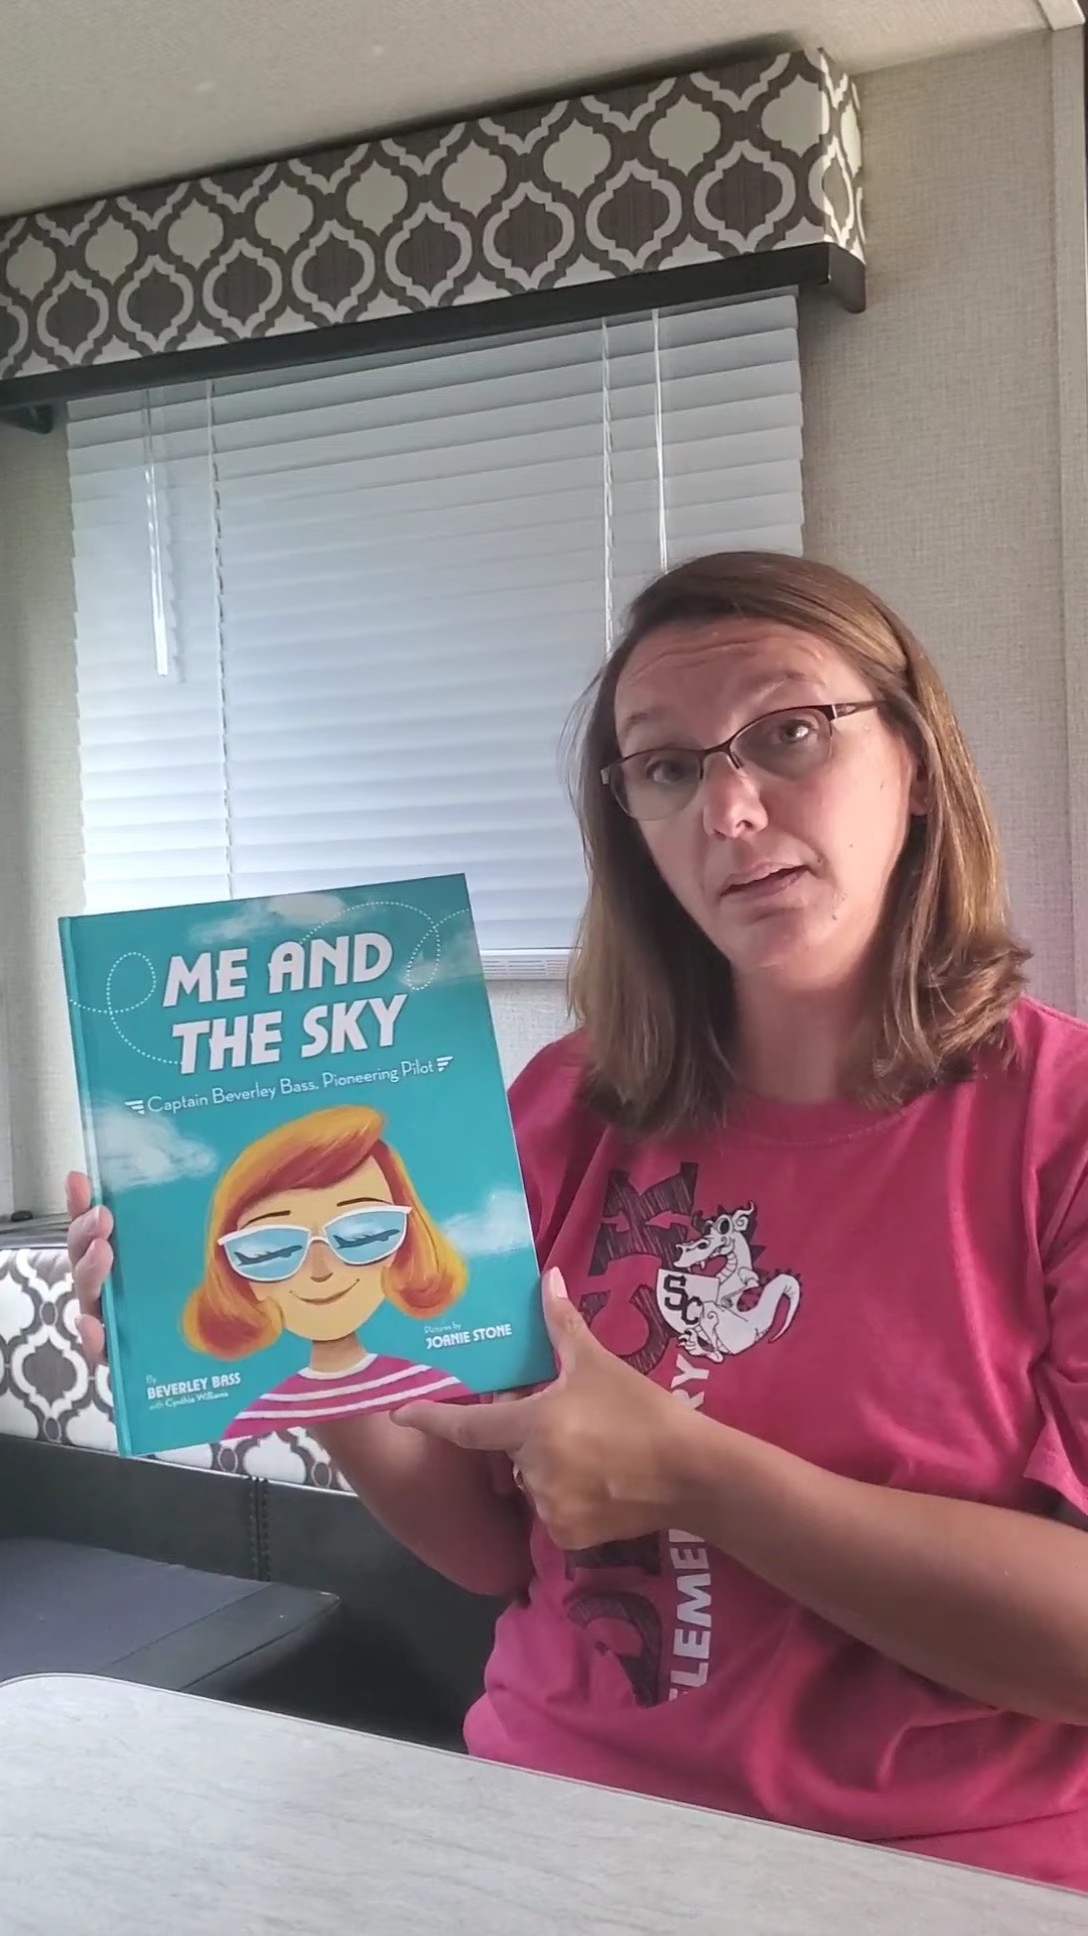 ME AND
THE SKY
Captain Beverley Bass, Pioneering Pilot
By
BEVERLEY BASS
with Cynthia Williams
Pictures by
JOANIE STONE
SC